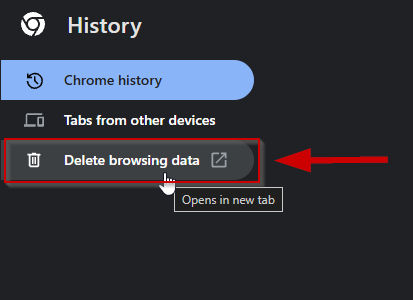 History
Chrome history
Tabs from other devices
Delete browsing data
Opens in new tab